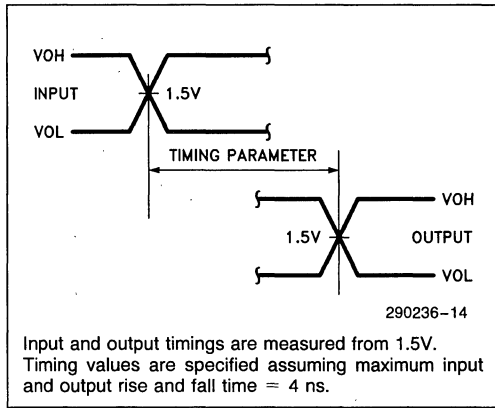 VOH
INPUT
1.5V
VOL
TIMING PARAMETER
VOH
1.5V
OUTPUT
VOL
290236-14
Input and output timings are measured from 1.5V.
Timing values are specified assuming maximum input
and output rise and fall time = 4 ns.